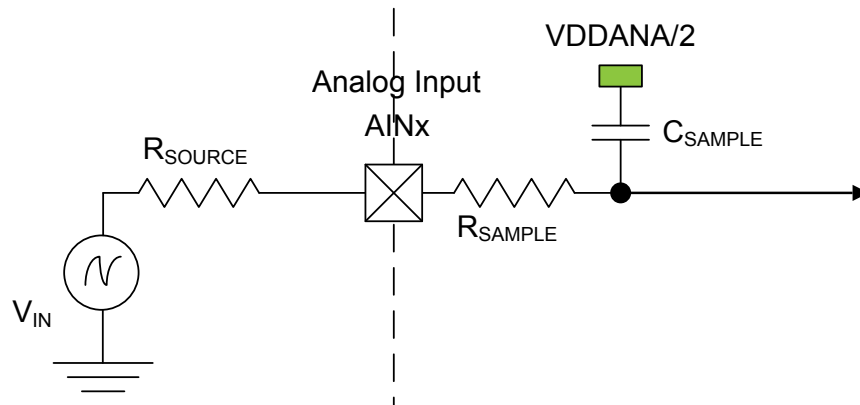 VDDANA/2
Analog Input
AINx
CSAMPLE
RSOURCE
RSAMPLE
VIN